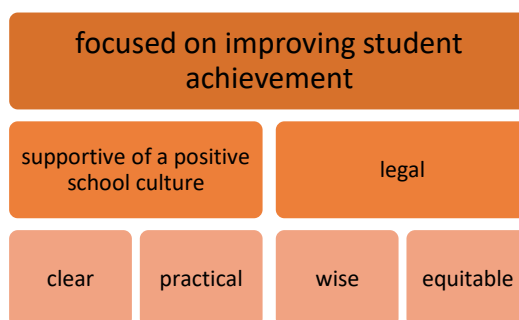 focused on improving student
achievement
supportive of a positive
school culture
legal
clear
practical
wise
equitable